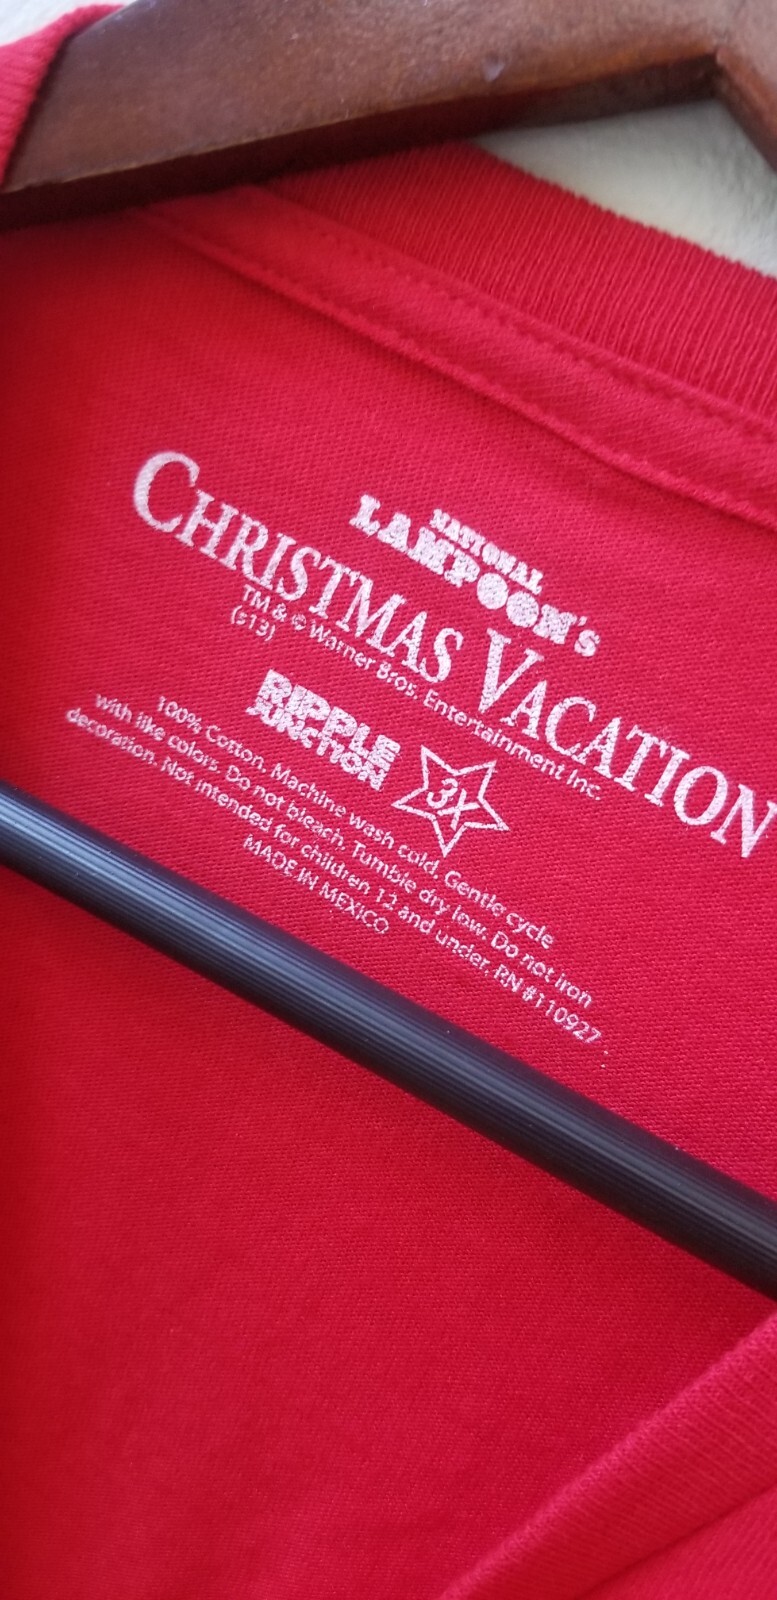 NATIONAL
LAMPOON's
CHRISTMAS VACATION
TM & © Warner Bros. Entertainment Inc.
(s13)
RIPPLE
JUNCTION
3X
100% Cotton. Machine wash cold. Gentle cycle
with like colors. Do not bleach. Tumble dry low. Do not iron
decoration. Not intended for children 12 and under. RN #110927
MADE IN MEXICO